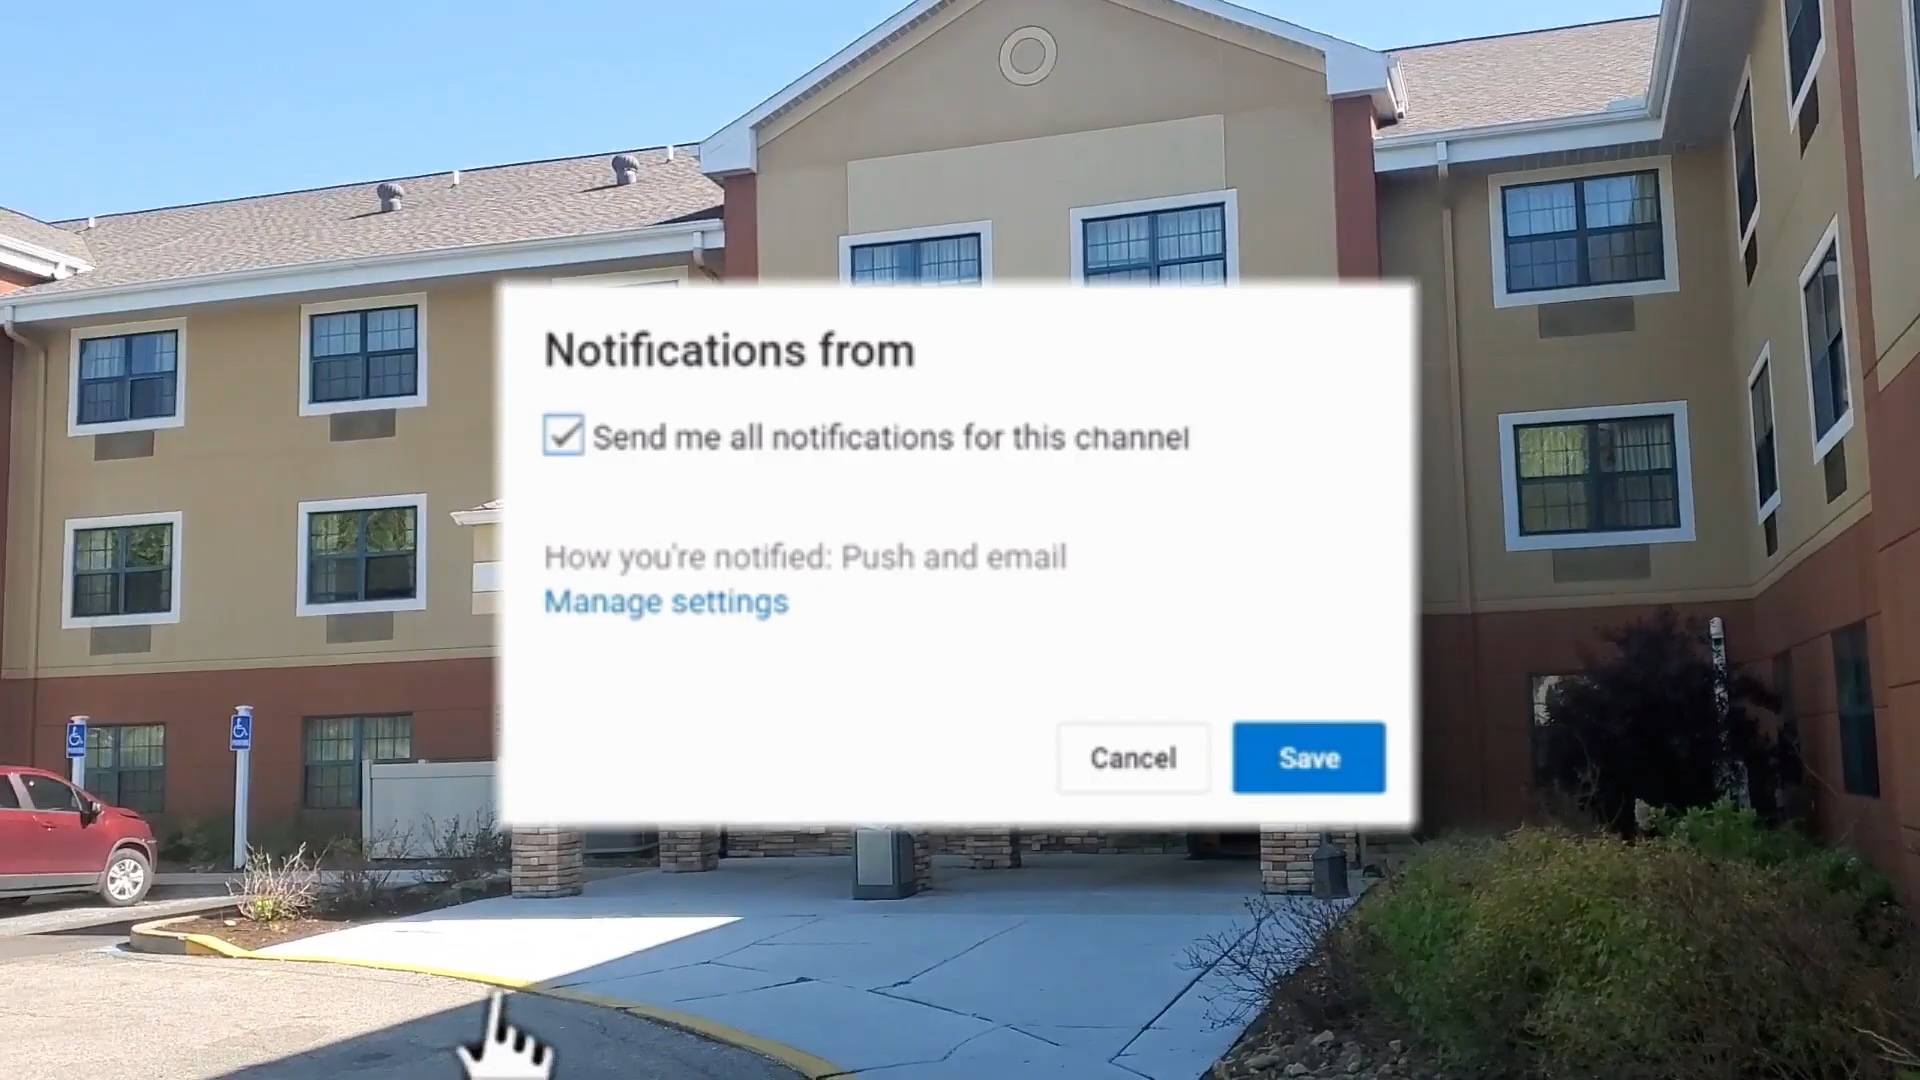 Notifications from
Send me all notifications for this channel
How you're notified: Push and email
Manage settings
Cancel
Save